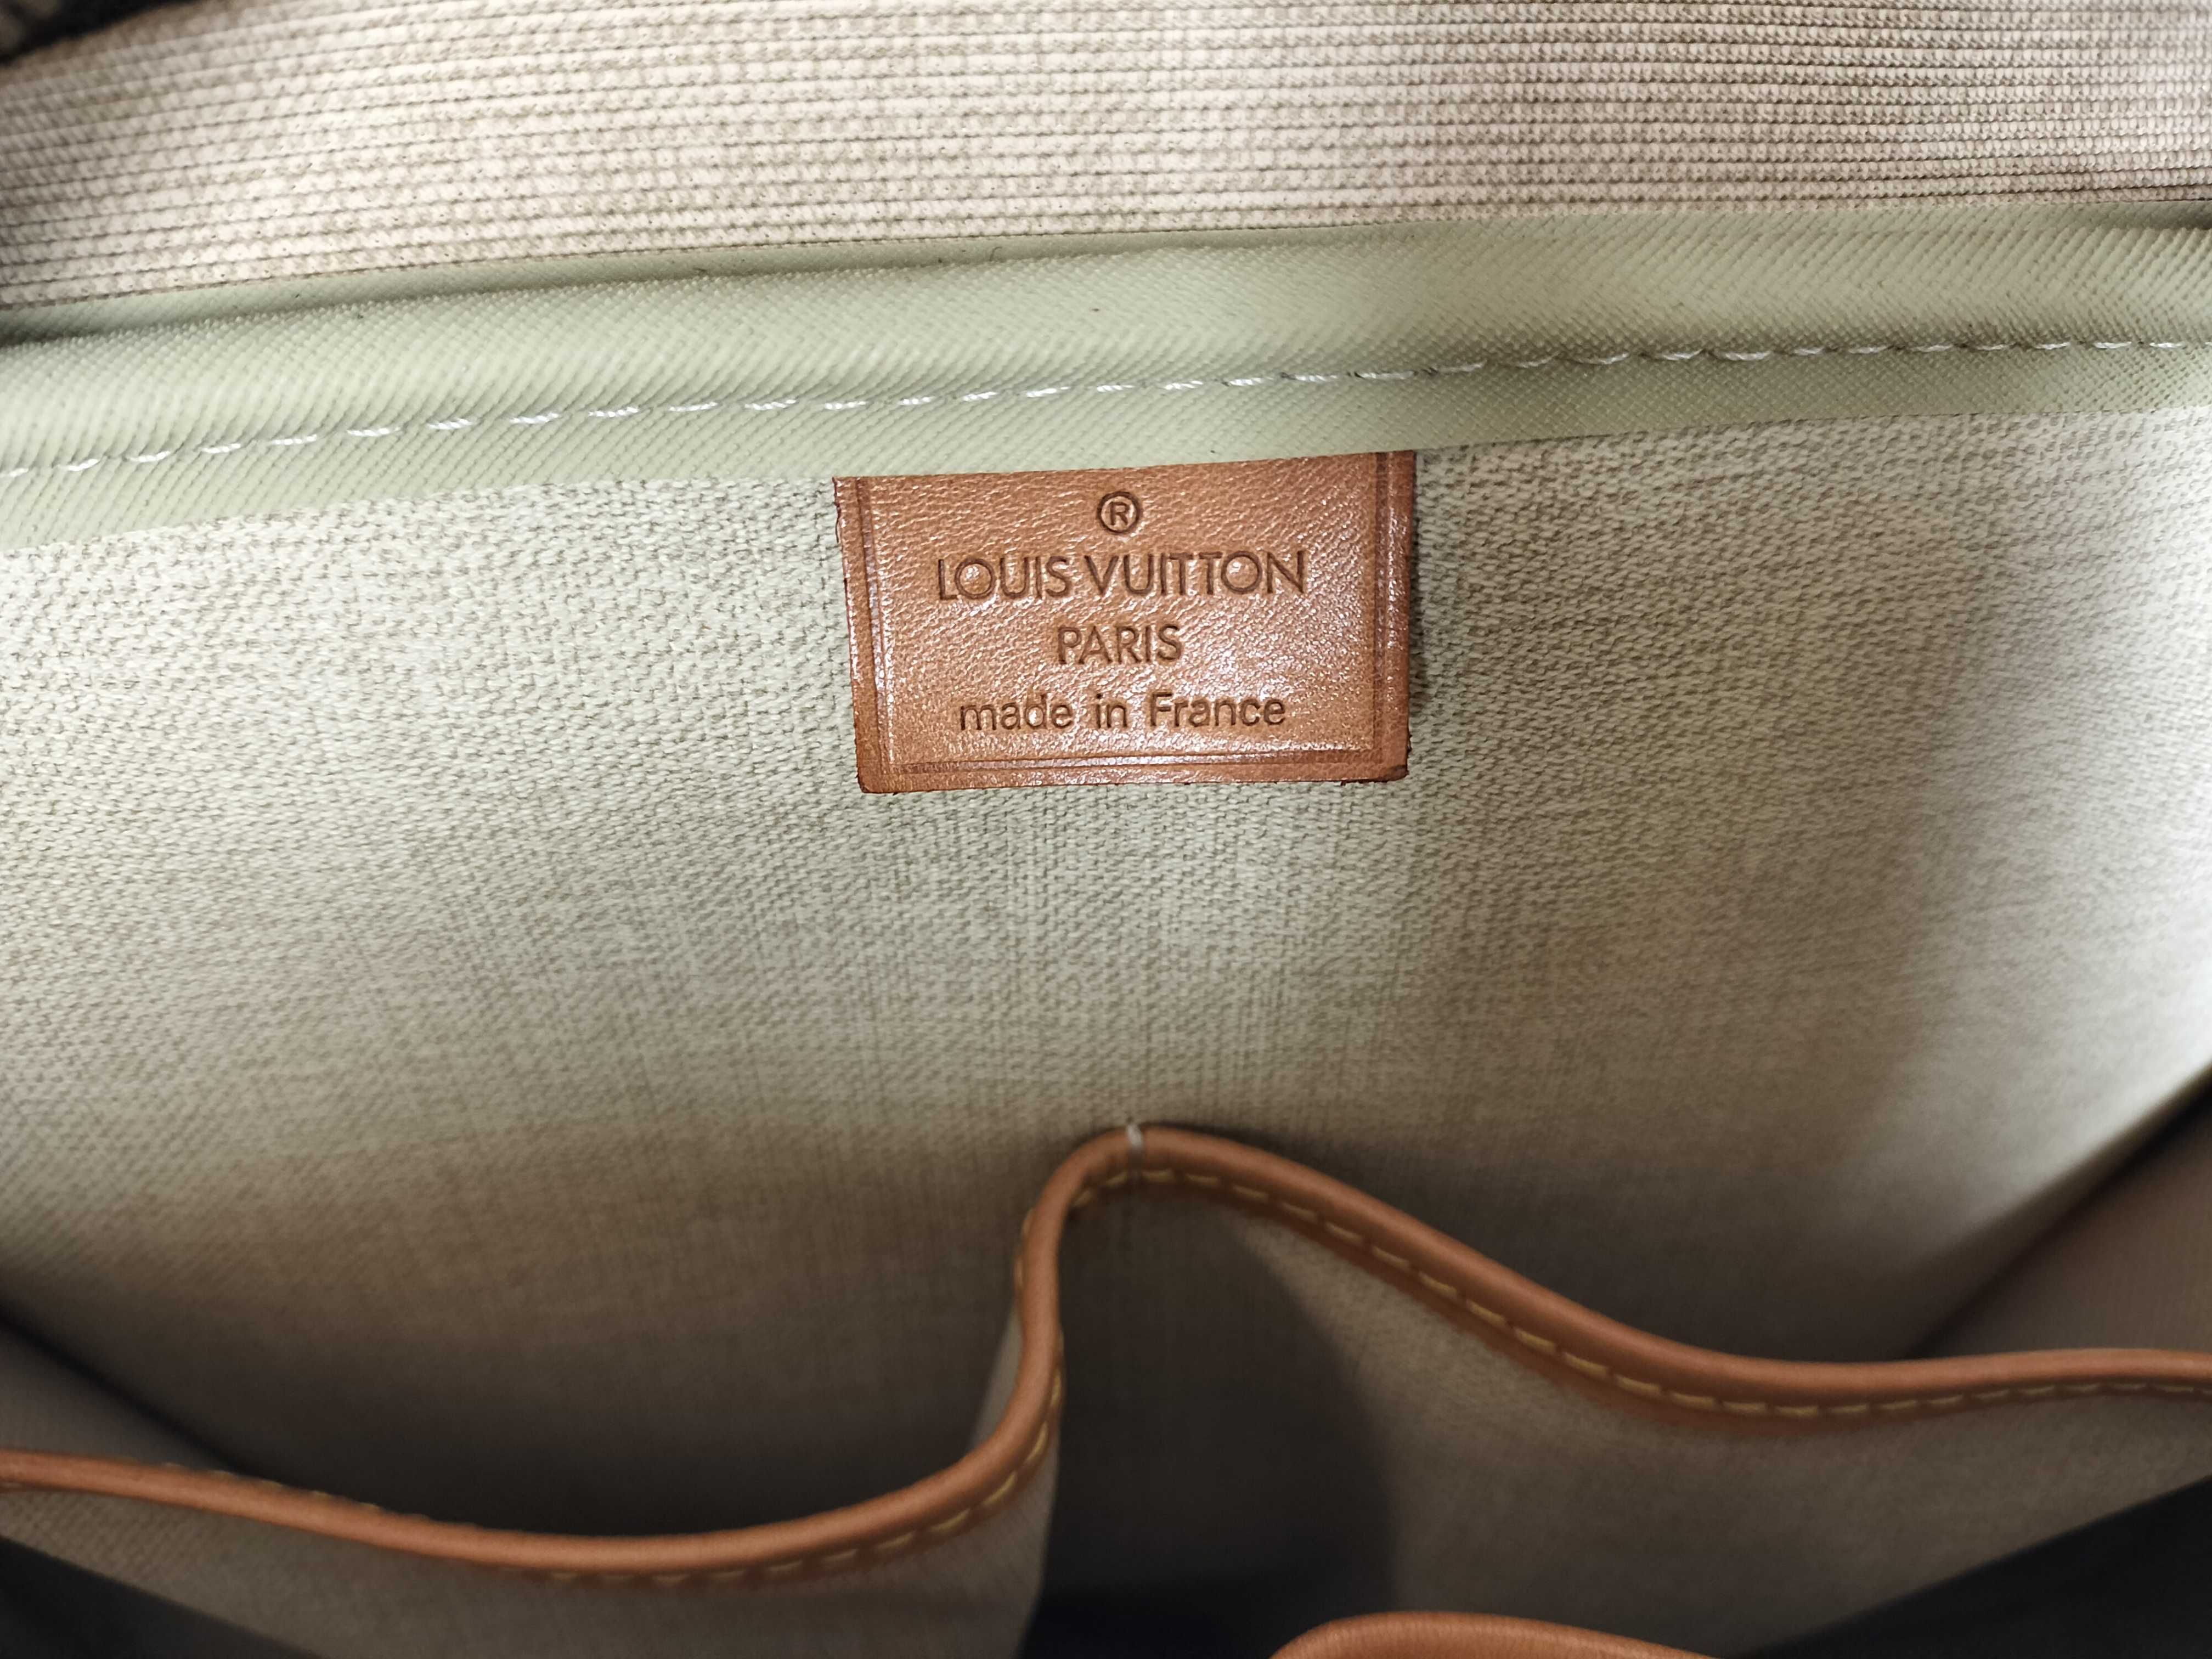 ®
LOUIS VUITTON
PARIS
made in France